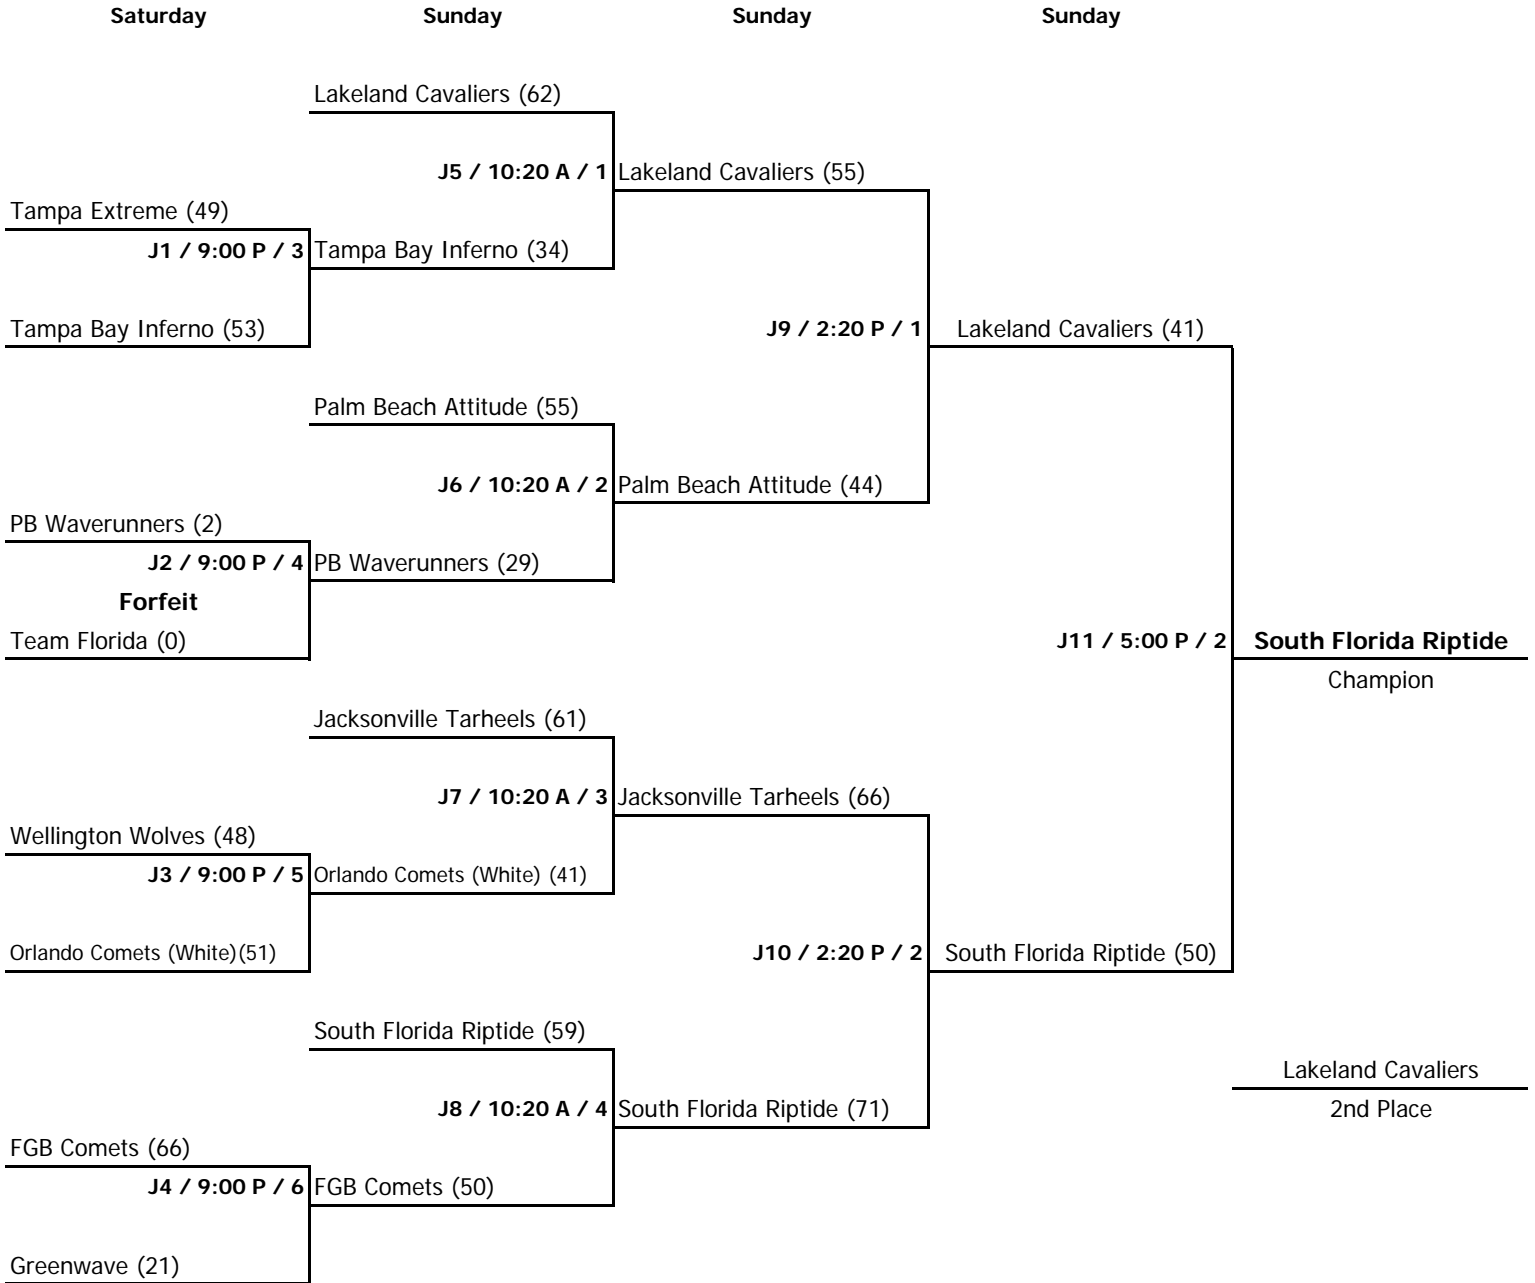 Saturday Sunday Sunday Sunday
Lakeland Cavaliers (62)
J5 / 10:20 A / 1 Lakeland Cavaliers (55)
Tampa Extreme (49)
J1 / 9:00 P / 3 Tampa Bay Inferno (34)
Tampa Bay Inferno (53) J9 / 2:20 P / 1 Lakeland Cavaliers (41)
Palm Beach Attitude (55)
J6 / 10:20 A / 2 Palm Beach Attitude (44)
PB Waverunners (2)
J2 / 9:00 P / 4 PB Waverunners (29)
Forfeit
Team Florida (0) J11 / 5:00 P / 2 South Florida Riptide
Champion
Jacksonville Tarheels (61)
J7 / 10:20 A / 3 Jacksonville Tarheels (66)
Wellington Wolves (48)
J3 / 9:00 P / 5 Orlando Comets (White) (41)
Orlando Comets (White)(51) J10 / 2:20 P / 2 South Florida Riptide (50)
South Florida Riptide (59)
Lakeland Cavaliers
J8 / 10:20 A / 4 South Florida Riptide (71) 2nd Place
FGB Comets (66)
J4 / 9:00 P / 6 FGB Comets (50)
Greenwave (21)